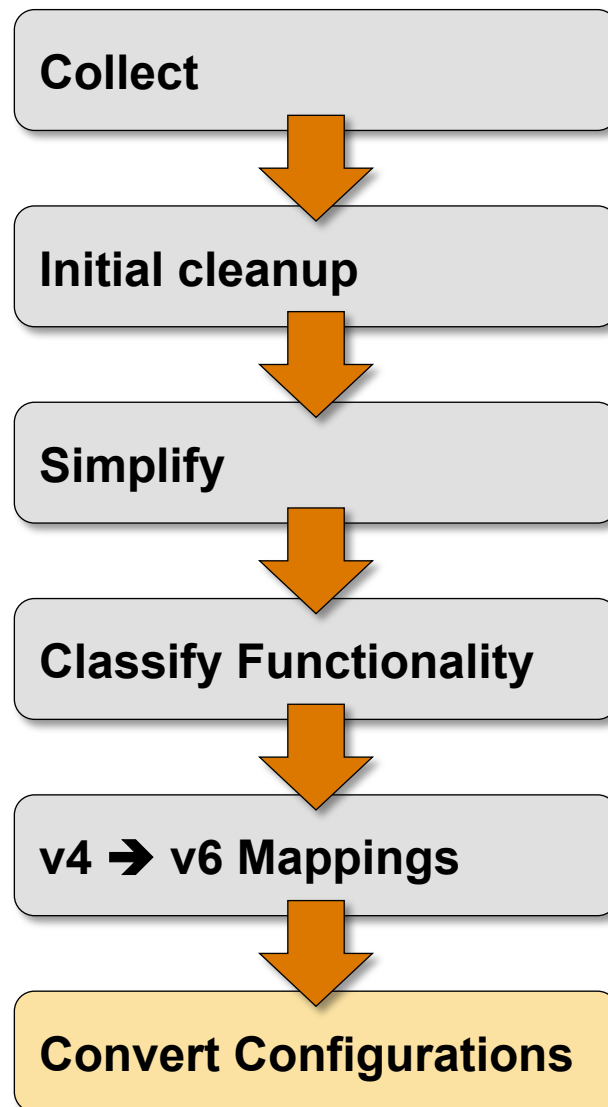 Collect
Initial cleanup
Simplify
Classify Functionality
v4 ➔ v6 Mappings
Convert Configurations